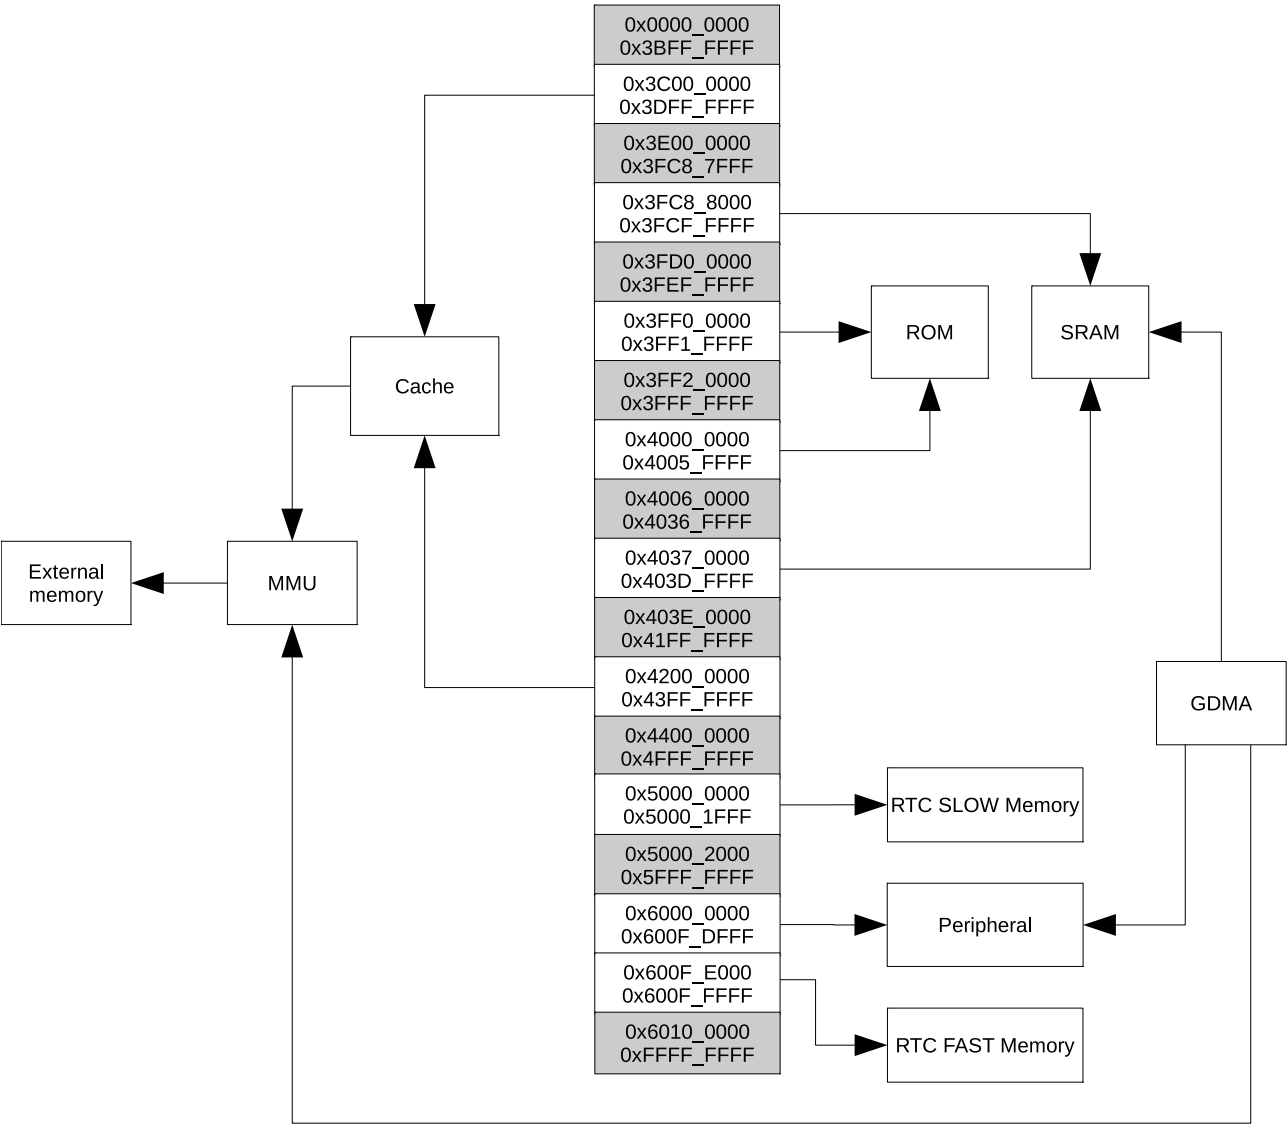 0x0000_0000
0x3BFF_FFFF
0x3C00_0000
0x3DFF_FFFF
0x3E00_0000
0x3FC8_7FFF
0x3FC8_8000
0x3FCF_FFFF
0x3FD0_0000
0x3FEF_FFFF
0x3FF0_0000
0x3FF1_FFFF
ROM
SRAM
0x3FF2_0000
0x3FFF_FFFF
Cache
0x4000_0000
0x4005_FFFF
0x4006_0000
0x4036_FFFF
0x4037_0000
0x403D_FFFF
External
memory
MMU
0x403E_0000
0x41FF_FFFF
0x4200_0000
0x43FF_FFFF
GDMA
0x4400_0000
0x4FFF_FFFF
0x5000_0000
0x5000_1FFF
RTC SLOW Memory
0x5000_2000
0x5FFF_FFFF
0x6000_0000
0x600F_DFFF
Peripheral
0x600F_E000
0x600F_FFFF
0x6010_0000
0xFFFF_FFFF
RTC FAST Memory